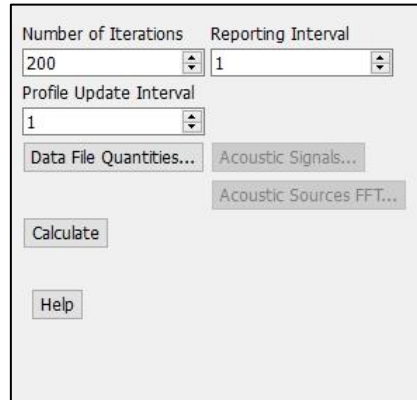 Number of Iterations Reporting Interval
200 1
Profile Update Interval
1
Data File Quantities... Acoustic Signals...
Acoustic Sources FFT...
Calculate
Help